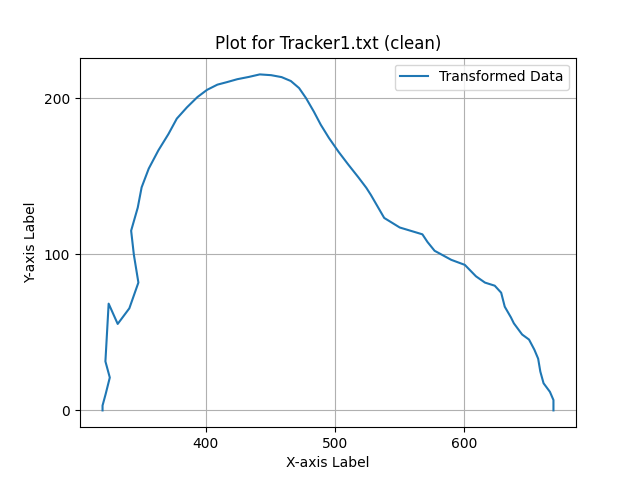 Plot for Tracker1.txt (clean)
Transformed Data
200
100
0
Y-axis Label
400
500
600
X-axis Label